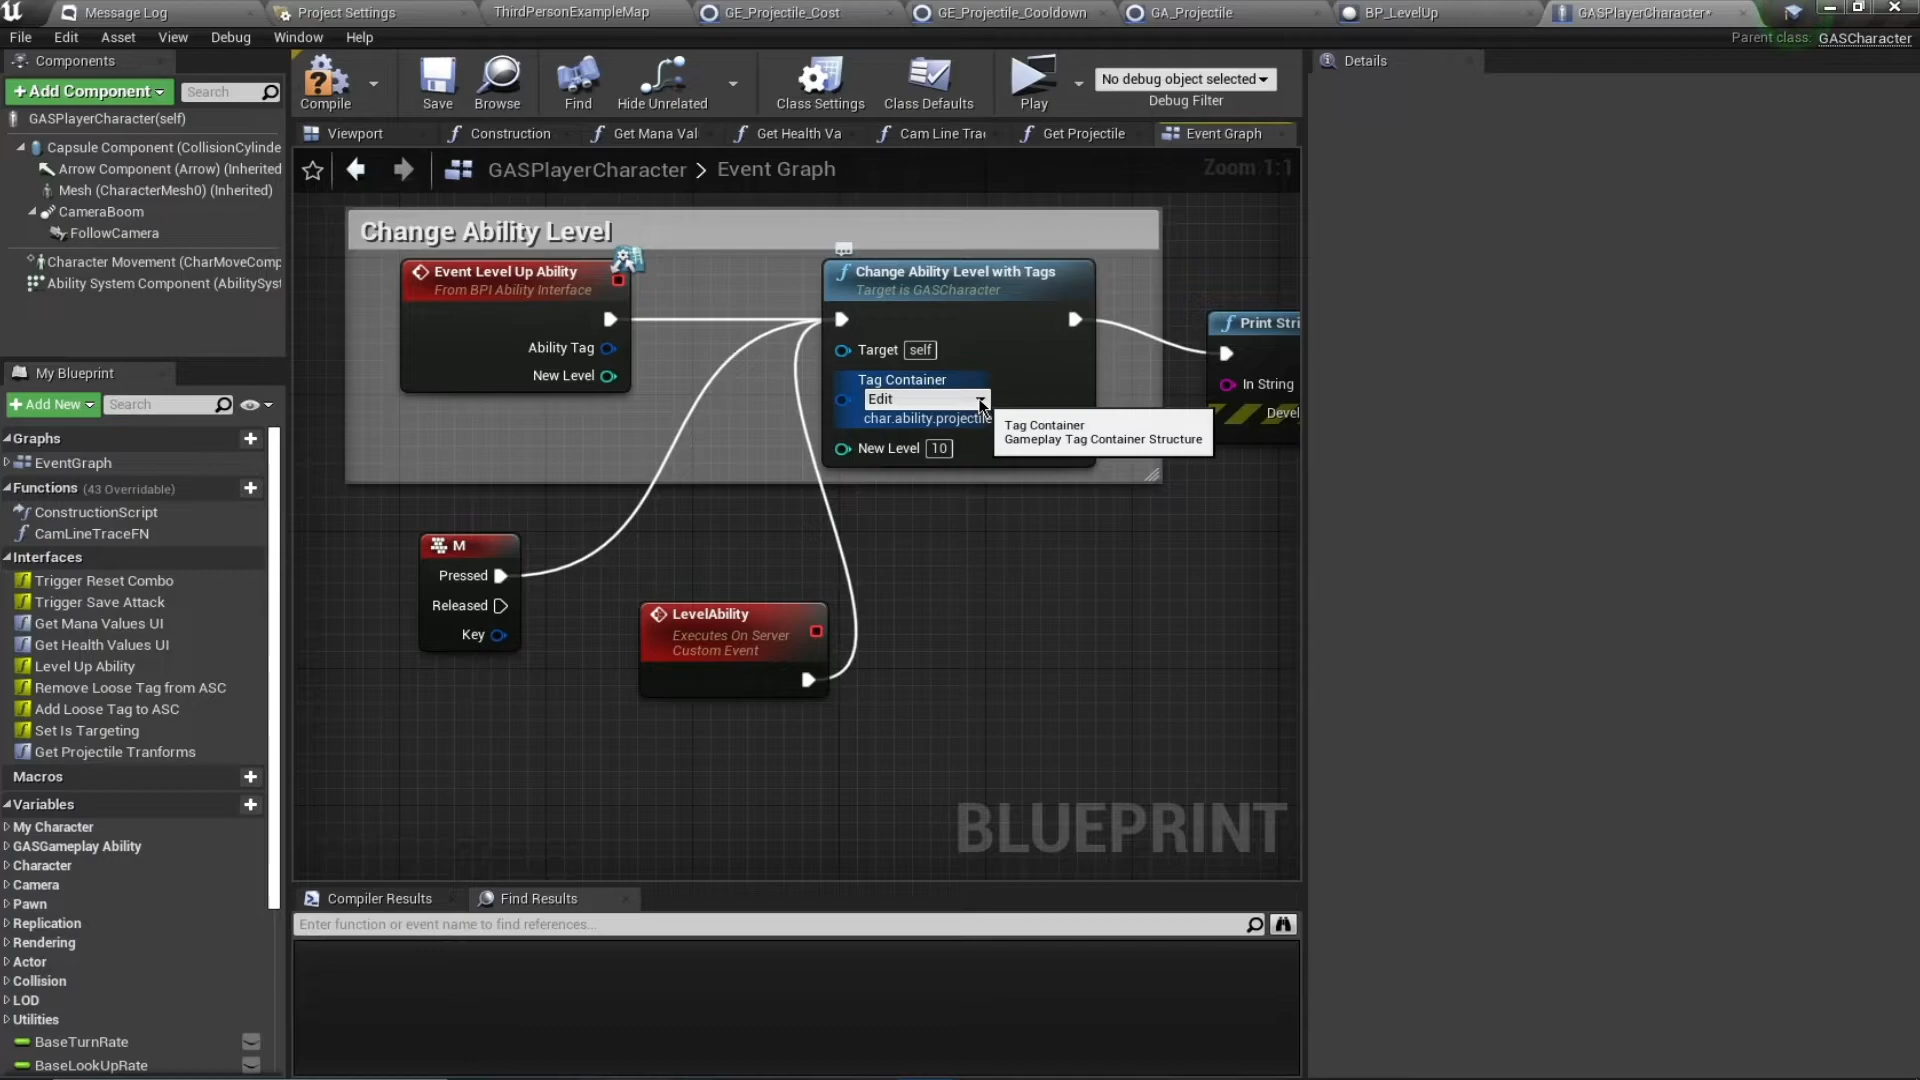 Message Log
Project Settings
ThirdPersonExampleMap
GE_Projectile_Cost
GE_Projectile_Cooldown
GA_Projectile
BP_LevelUp
GASPlayerCharacter*
File
Edit
Asset
View
Debug
Window
Help
Parent class: GASCharacter
Components
+Add Component
Search
GASPlayerCharacter(self)
Capsule Component (CollisionCylinde
Arrow Component (Arrow) (Inherited
Mesh (CharacterMesh0) (Inherited)
CameraBoom
FollowCamera
Character Movement (CharMoveComp
Ability System Component (AbilitySyst
Compile
Save
Browse
Find
Hide Unrelated
Class Settings
Class Defaults
Play
No debug object selected
Debug Filter
Details
Viewport
Construction
Get Mana Val
Get Health Va
Cam Line Trac
Get Projectile
Event Graph
GASPlayerCharacter > Event Graph
Zoom 1:1
Change Ability Level
Event Level Up Ability
From BPI Ability Interface
Ability Tag
New Level
Change Ability Level with Tags
Target is GASCharacter
Target self
Tag Container
Edit
char.ability.projectile
New Level 10
Tag Container
Gameplay Tag Container Structure
Print Stri
In String
Devel
M
Pressed
Released
Key
LevelAbility
Executes On Server
Custom Event
BLUEPRINT
My Blueprint
+Add New
Search
Graphs
EventGraph
Functions (43 Overridable)
ConstructionScript
CamLineTraceFN
Interfaces
Trigger Reset Combo
Trigger Save Attack
Get Mana Values UI
Get Health Values UI
Level Up Ability
Remove Loose Tag from ASC
Add Loose Tag to ASC
Set Is Targeting
Get Projectile Tranforms
Macros
Variables
My Character
GASGameplay Ability
Character
Camera
Pawn
Replication
Rendering
Actor
Collision
LOD
Utilities
BaseTurnRate
BaseLookUpRate
Compiler Results
Find Results
Enter function or event name to find references...